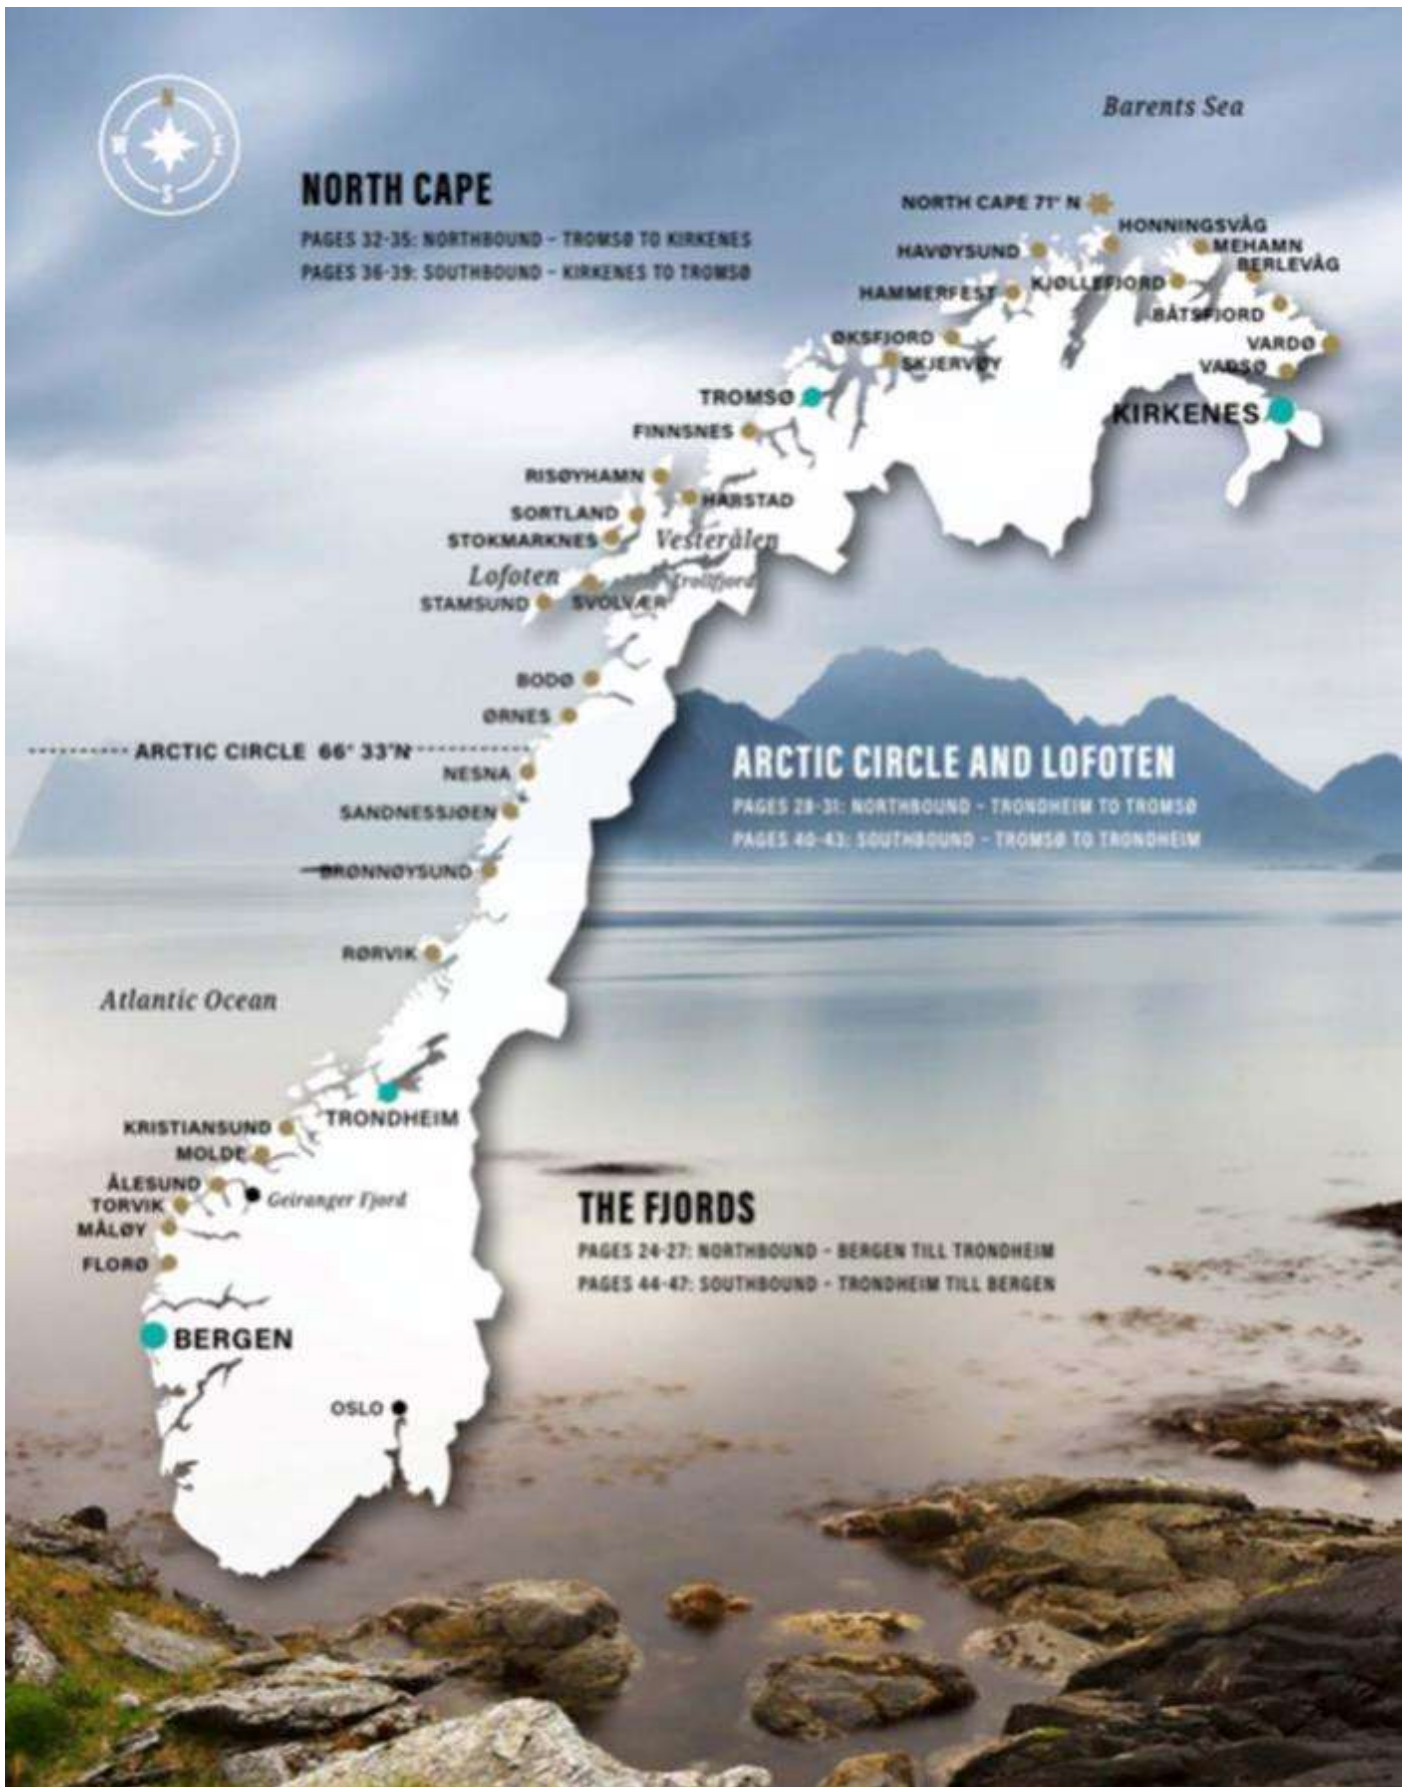 N
W E
S
Barents Sea
NORTH CAPE
PAGES 32-35: NORTHBOUND – TROMSØ TO KIRKENES
PAGES 36-39: SOUTHBOUND – KIRKENES TO TROMSØ
NORTH CAPE 71° N
HONNINGSVÅG
HAVØYSUND
MEHAMN
BERLEVÅG
HAMMERFEST
KJØLLEFJORD
BÅTSFJORD
ØKSFJORD
VARDØ
SKJERVØY
VADSØ
TROMSØ
KIRKENES
FINNSNES
RISØYHAMN
HARSTAD
SORTLAND
STOKMARKNES
Vesterålen
Lofoten
Trollfjord
STAMSUND
SVOLVÆR
BODØ
ØRNES
ARCTIC CIRCLE 66° 33'N
NESNA
SANDNESSJØEN
BRØNNØYSUND
ARCTIC CIRCLE AND LOFOTEN
PAGES 28-31: NORTHBOUND – TRONDHEIM TO TROMSØ
PAGES 40-43: SOUTHBOUND – TROMSØ TO TRONDHEIM
RØRVIK
Atlantic Ocean
TRONDHEIM
KRISTIANSUND
MOLDE
ÅLESUND
Geiranger Fjord
TORVIK
MÅLØY
FLORØ
THE FJORDS
PAGES 24-27: NORTHBOUND – BERGEN TILL TRONDHEIM
PAGES 44-47: SOUTHBOUND – TRONDHEIM TILL BERGEN
BERGEN
OSLO